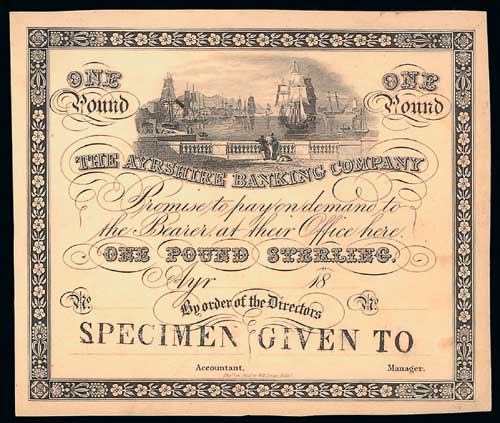 ONE ONE
Pound Pound
THE AYRSHIRE BANKING COMPANY
Promise to pay on demand to
the Bearer, at their Office here,
ONE POUND STERLING.
Ayr 18
No. No.
By order of the Directors
SPECIMEN GIVEN TO
Accountant, Manager.